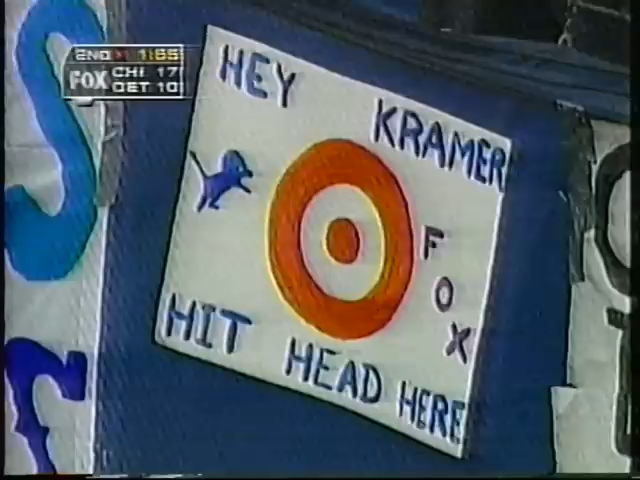 2ND 1:55
FOX
CHI 17
DET 10
HEY
KRAMER
FOX
HIT HEAD HERE